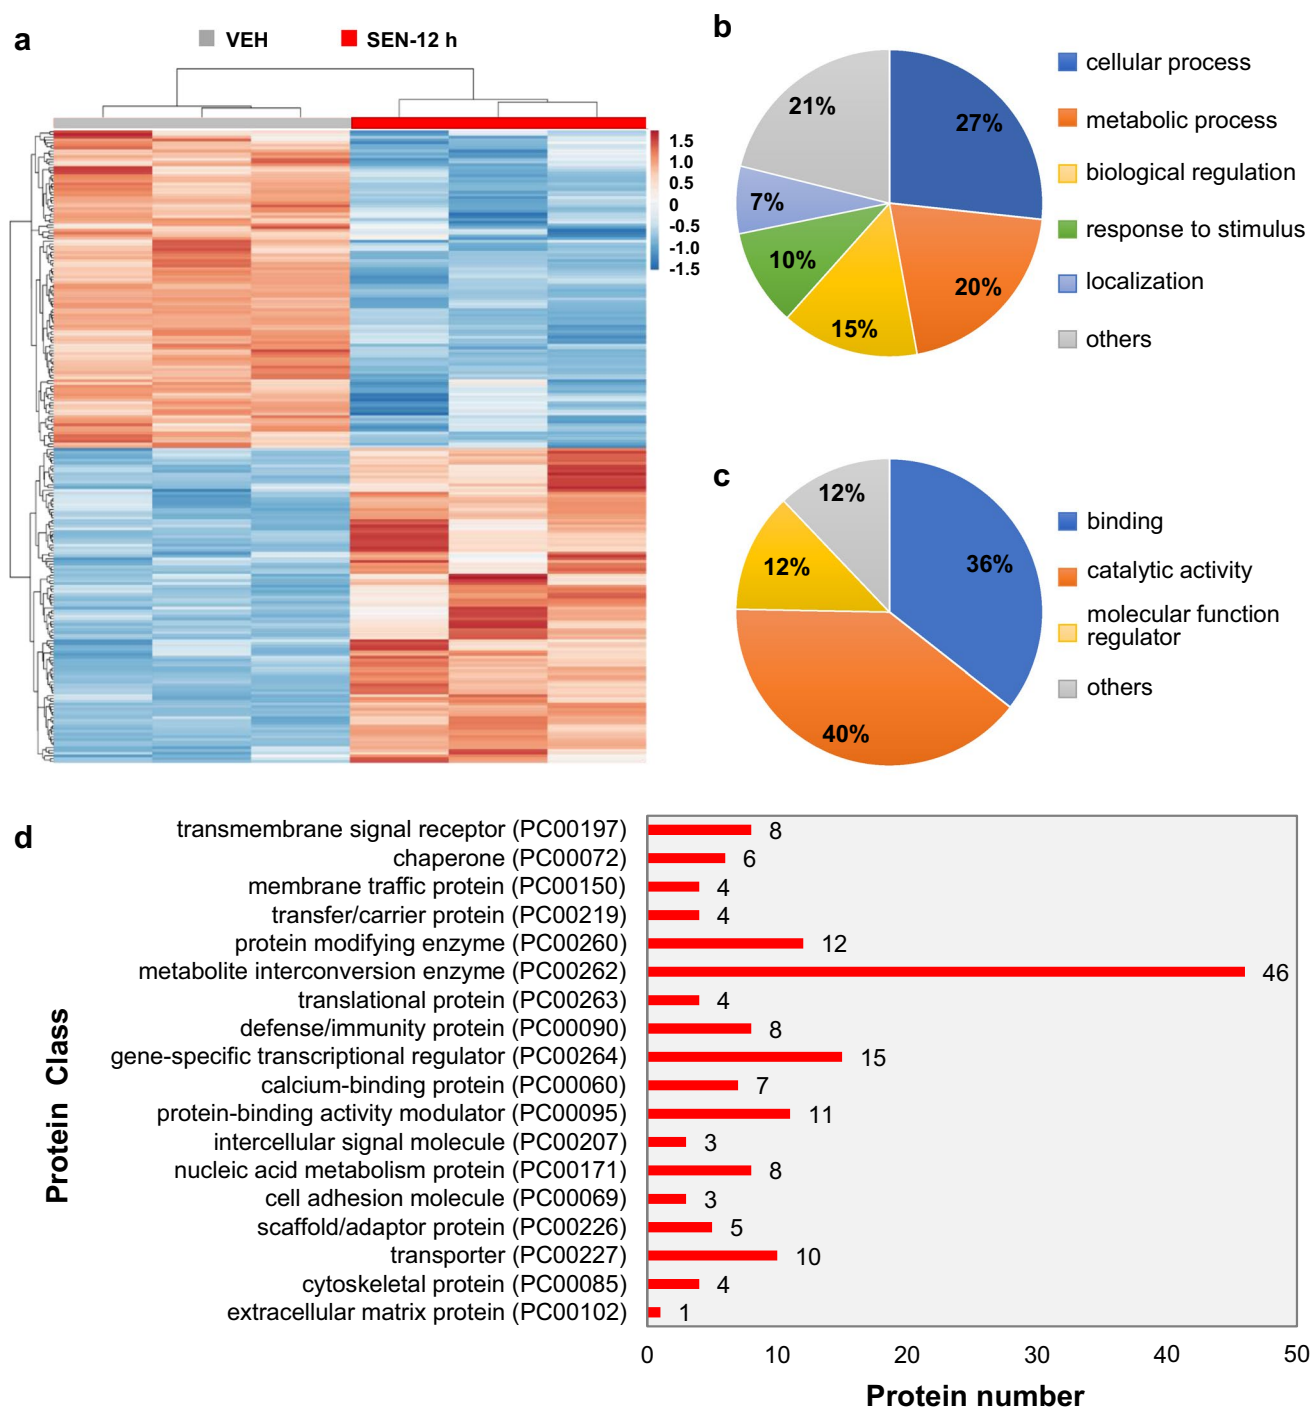 a
VEH
SEN-12 h
1.5
1.0
0.5
0
-0.5
-1.0
-1.5
b
27%
20%
15%
10%
7%
21%
cellular process
metabolic process
biological regulation
response to stimulus
localization
others
c
36%
40%
12%
12%
binding
catalytic activity
molecular function
regulator
others
d
Protein Class
transmembrane signal receptor (PC00197) 8
chaperone (PC00072) 6
membrane traffic protein (PC00150) 4
transfer/carrier protein (PC00219) 4
protein modifying enzyme (PC00260) 12
metabolite interconversion enzyme (PC00262) 46
translational protein (PC00263) 4
defense/immunity protein (PC00090) 8
gene-specific transcriptional regulator (PC00264) 15
calcium-binding protein (PC00060) 7
protein-binding activity modulator (PC00095) 11
intercellular signal molecule (PC00207) 3
nucleic acid metabolism protein (PC00171) 8
cell adhesion molecule (PC00069) 3
scaffold/adaptor protein (PC00226) 5
transporter (PC00227) 10
cytoskeletal protein (PC00085) 4
extracellular matrix protein (PC00102) 1
0 10 20 30 40 50
Protein number